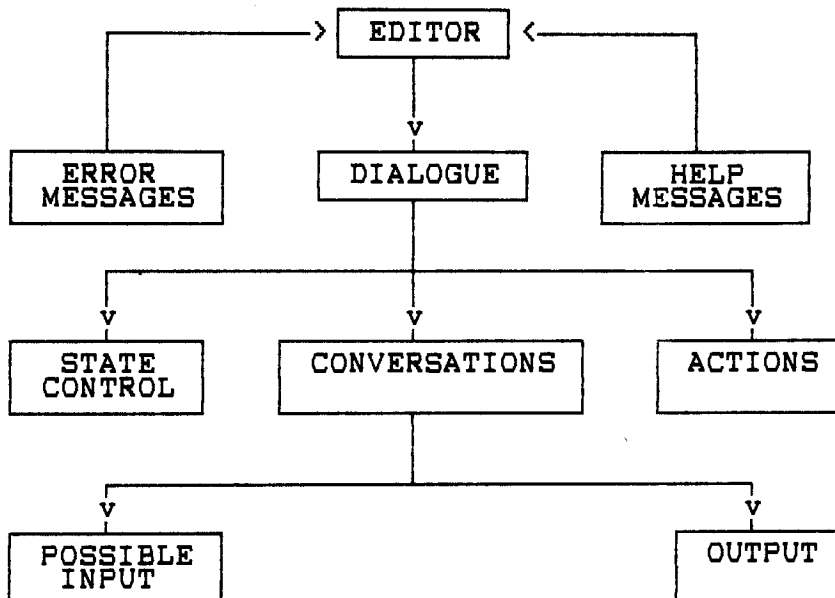 EDITOR
ERROR
MESSAGES
DIALOGUE
HELP
MESSAGES
STATE
CONTROL
CONVERSATIONS
ACTIONS
POSSIBLE
INPUT
OUTPUT